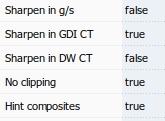 Sharpen in g/s false
Sharpen in GDI CT true
Sharpen in DW CT false
No clipping true
Hint composites true